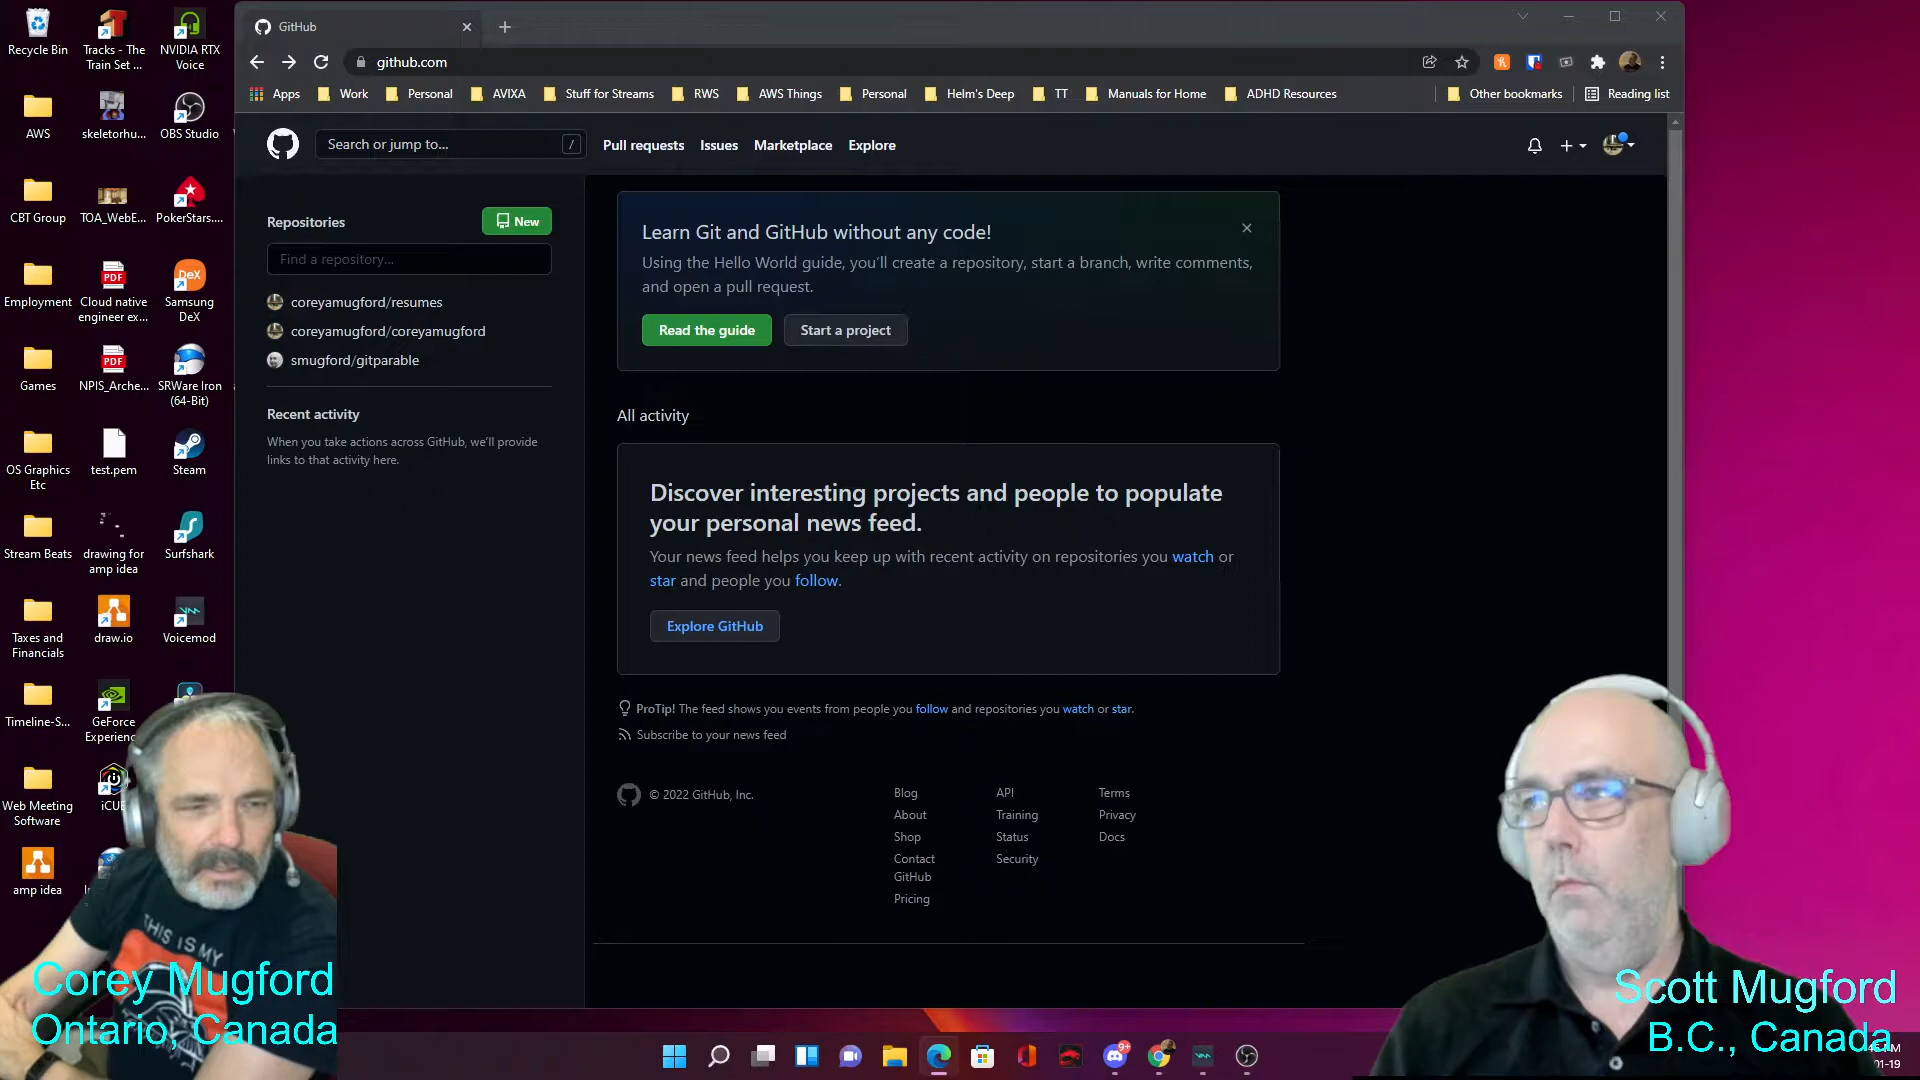 Recycle Bin
Tracks - The
Train Set ...
NVIDIA RTX
Voice
AWS
skeletorhu...
OBS Studio
CBT Group
TOA_WebE...
PokerStars....
Employment
Cloud native
engineer ex...
Samsung
DeX
Games
NPIS_Arche...
SRWare Iron
(64-Bit)
OS Graphics
Etc
test.pem
Steam
Stream Beats
drawing for
amp idea
Surfshark
Taxes and
Financials
draw.io
Voicemod
Timeline-S...
GeForce
Experienc
Web Meeting
Software
iCUE
amp idea
GitHub
github.com
Apps
Work
Personal
AVIXA
Stuff for Streams
RWS
AWS Things
Personal
Helm's Deep
TT
Manuals for Home
ADHD Resources
Other bookmarks
Reading list
Search or jump to...
/
Pull requests
Issues
Marketplace
Explore
Repositories
New
Find a repository...
coreyamugford/resumes
coreyamugford/coreyamugford
smugford/gitparable
Recent activity
When you take actions across GitHub, we'll provide
links to that activity here.
Learn Git and GitHub without any code!
Using the Hello World guide, you'll create a repository, start a branch, write comments,
and open a pull request.
Read the guide
Start a project
All activity
Discover interesting projects and people to populate
your personal news feed.
Your news feed helps you keep up with recent activity on repositories you watch or
star and people you follow.
Explore GitHub
ProTip! The feed shows you events from people you follow and repositories you watch or star.
Subscribe to your news feed
© 2022 GitHub, Inc.
Blog
About
Shop
Contact
GitHub
Pricing
API
Training
Status
Security
Terms
Privacy
Docs
THIS IS MY
Corey Mugford
Ontario, Canada
Scott Mugford
B.C., Canada
9+
01-19